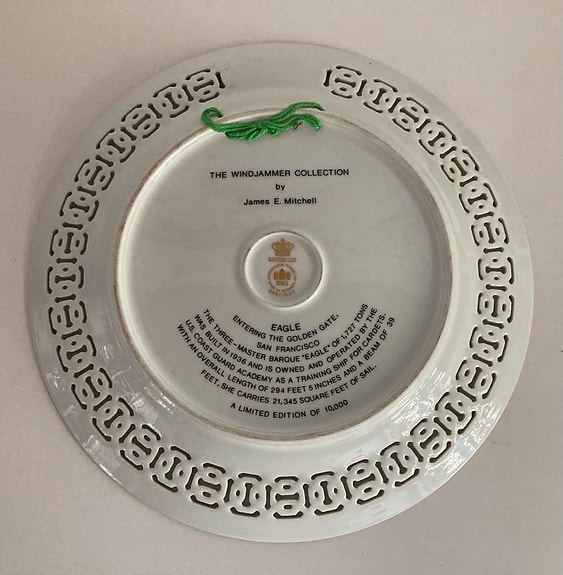 THE WINDJAMMER COLLECTION
by
James E. Mitchell
EAGLE
ENTERING THE GOLDEN GATE,
SAN FRANCISCO
THE THREE-MASTER BARQUE "EAGLE" OF 1,727 TONS
WAS BUILT IN 1936 AND IS OWNED AND OPERATED BY THE
U.S. COAST GUARD ACADEMY AS A TRAINING SHIP FOR CADETS.
WITH AN OVERALL LENGTH OF 294 FEET 5 INCHES AND A BEAM OF 39
FEET, SHE CARRIES 21,345 SQUARE FEET OF SAIL.
A LIMITED EDITION OF 10,000